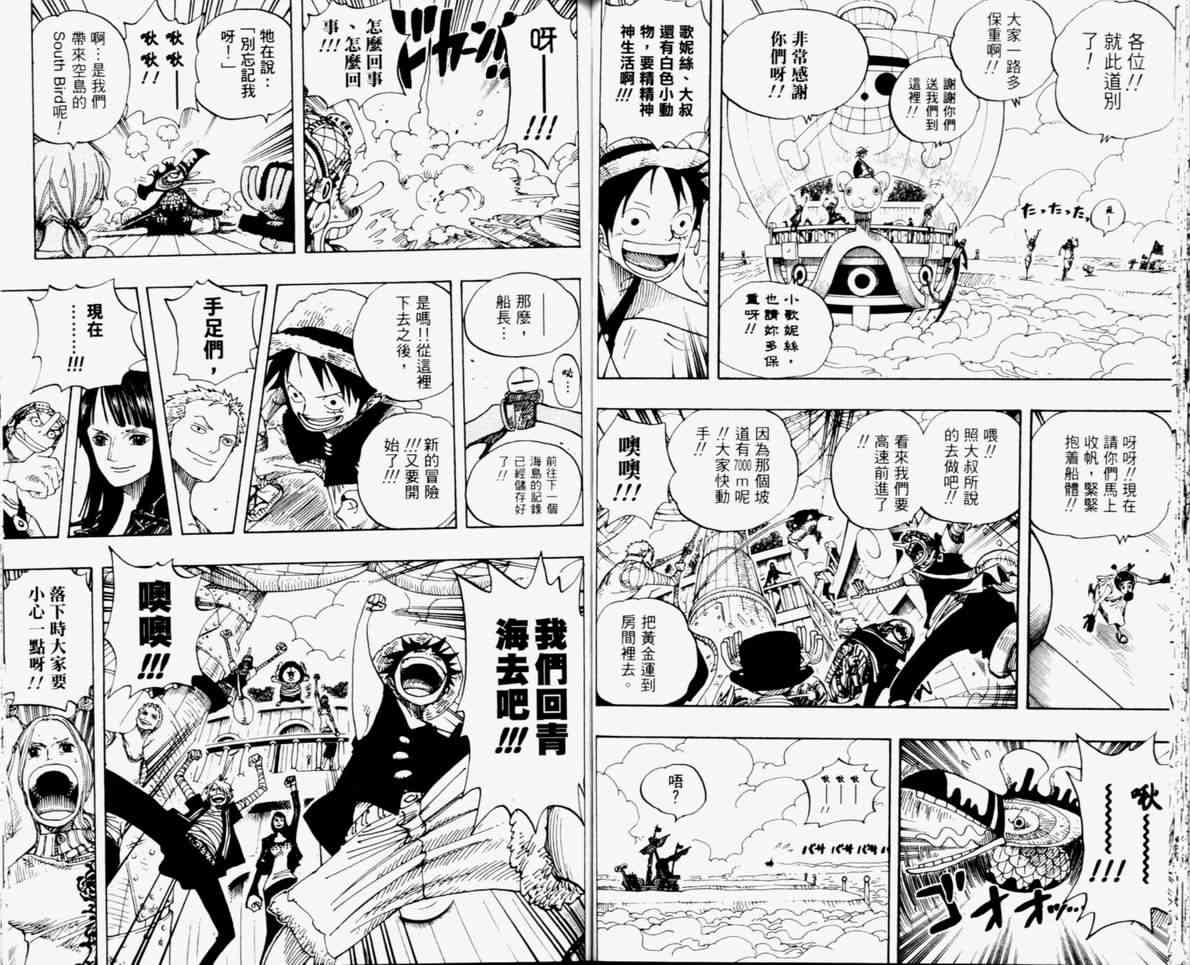 各位!!
就此道別
了!
大家一路多
保重啊!!
謝謝你們
送我們到
這裡!!
非常感謝
你們呀!!
歌妮絲、大叔
還有白色小動
物,要精精神
神生活啊!!!
たったったっ
小歌妮絲,
也請妳多保
重呀!!
呀呀!!現在
請你們馬上
收帆,緊緊
抱着船體!!
喂!!
照大叔所說
的去做吧!!
看來我們要
高速前進了
!!
因為那個坡
道有7000m呢
!!大家快動
手!!
噢噢!!!
把黃金運到
房間裡去。
啾~~~~
~~~~!!!
ゴオオオッ…
啾啾啾
!!
バサ バサバサバサ
唔?
呀——
!!!
ドカーン!!
怎麼回事
、怎麼回
事!!!
牠在說:
「別忘記我
呀!」
啾啾——
啾!!
啊…是我們
帶來空島的
South Bird呢!
——
那麼,
船長…
吣…
前往下一個
海島的記錄
已經儲存好
了!!
是嗎!!從這裡
下去之後,
新的冒險
!!!又要開
始了!!
手足們,
現在
………!!!
我們回青
海去吧!!!
噢噢!!!
落下時大家要
小心一點呀!!